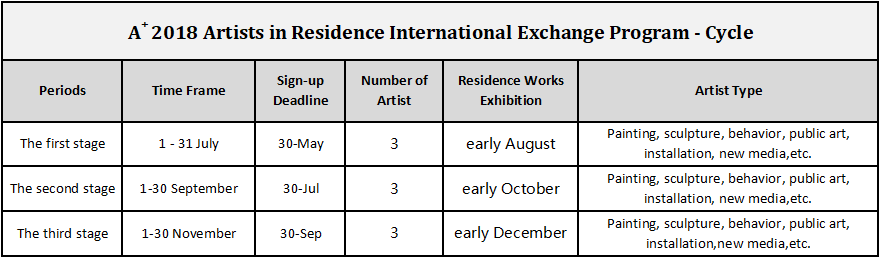 A+ 2018 Artists in Residence International Exchange Program - Cycle
Periods
Time Frame
Sign-up
Deadline
Number of
Artist
Residence Works
Exhibition
Artist Type
The first stage
1 - 31 July
30-May
3
early August
Painting, sculpture, behavior, public art,
installation, new media,etc.
The second stage
1-30 September
30-Jul
3
early October
Painting, sculpture, behavior, public art,
installation, new media,etc.
The third stage
1-30 November
30-Sep
3
early December
Painting, sculpture, behavior, public art,
installation,new media,etc.